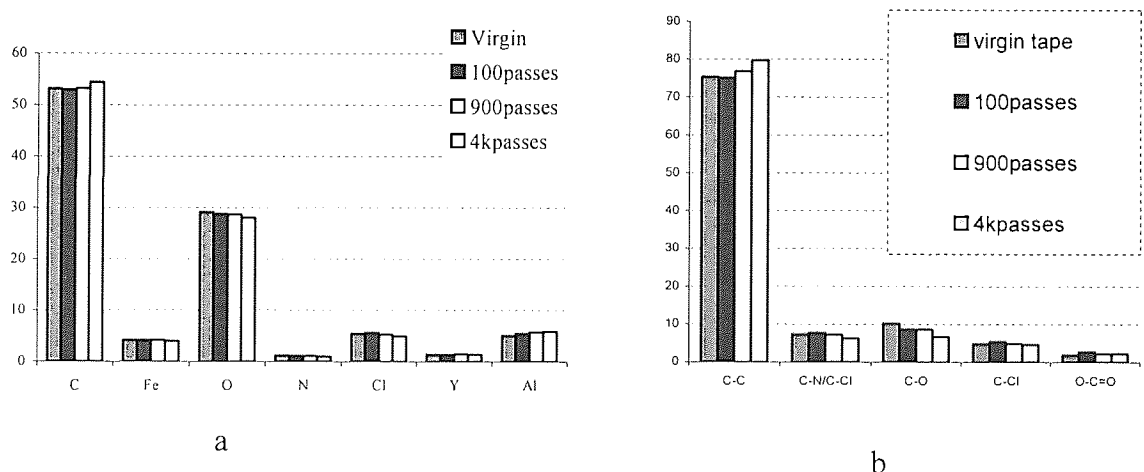 60
50
40
30
20
10
0
C Fe O N Cl Y Al
Virgin
100passes
900passes
4kpasses
a
90
80
70
60
50
40
30
20
10
0
C-C C-N/C-Cl C-O C-Cl O-C=O
virgin tape
100passes
900passes
4kpasses
b